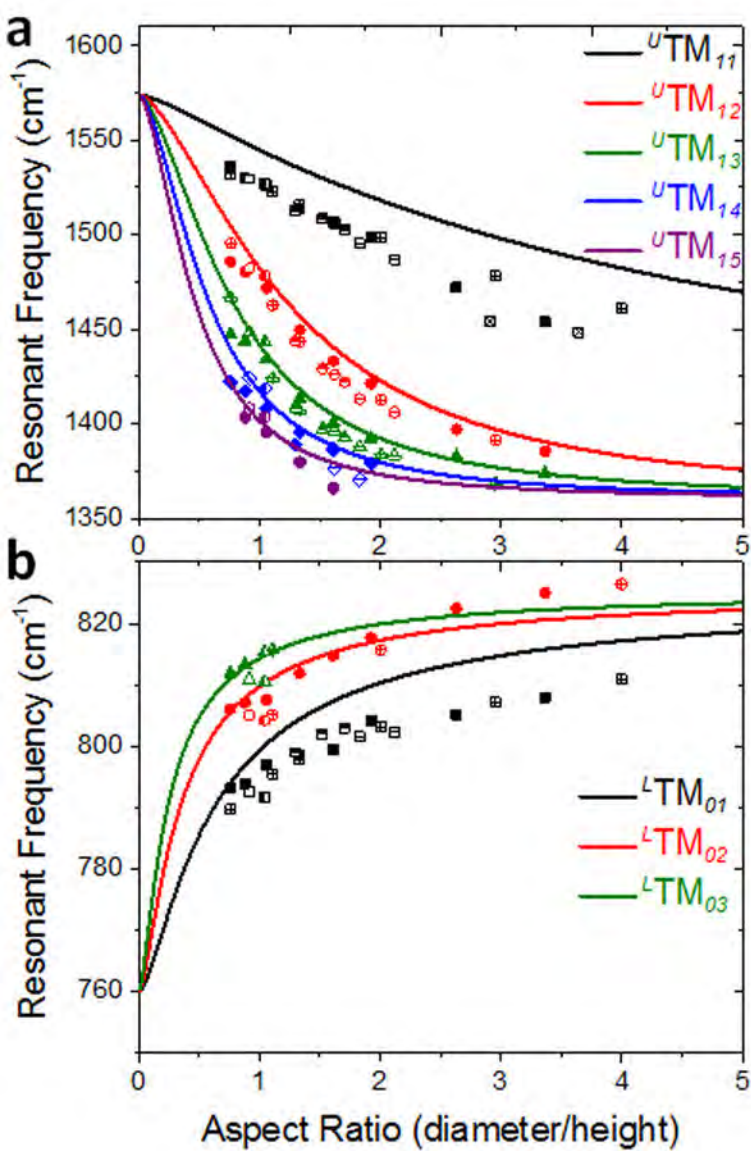 a
1600
1550
1500
1450
1400
1350
Resonant Frequency (cm⁻¹)
ᵁTM₁₁
ᵁTM₁₂
ᵁTM₁₃
ᵁTM₁₄
ᵁTM₁₅
0 1 2 3 4 5
b
820
800
780
760
Resonant Frequency (cm⁻¹)
ᴸTM₀₁
ᴸTM₀₂
ᴸTM₀₃
0 1 2 3 4 5
Aspect Ratio (diameter/height)